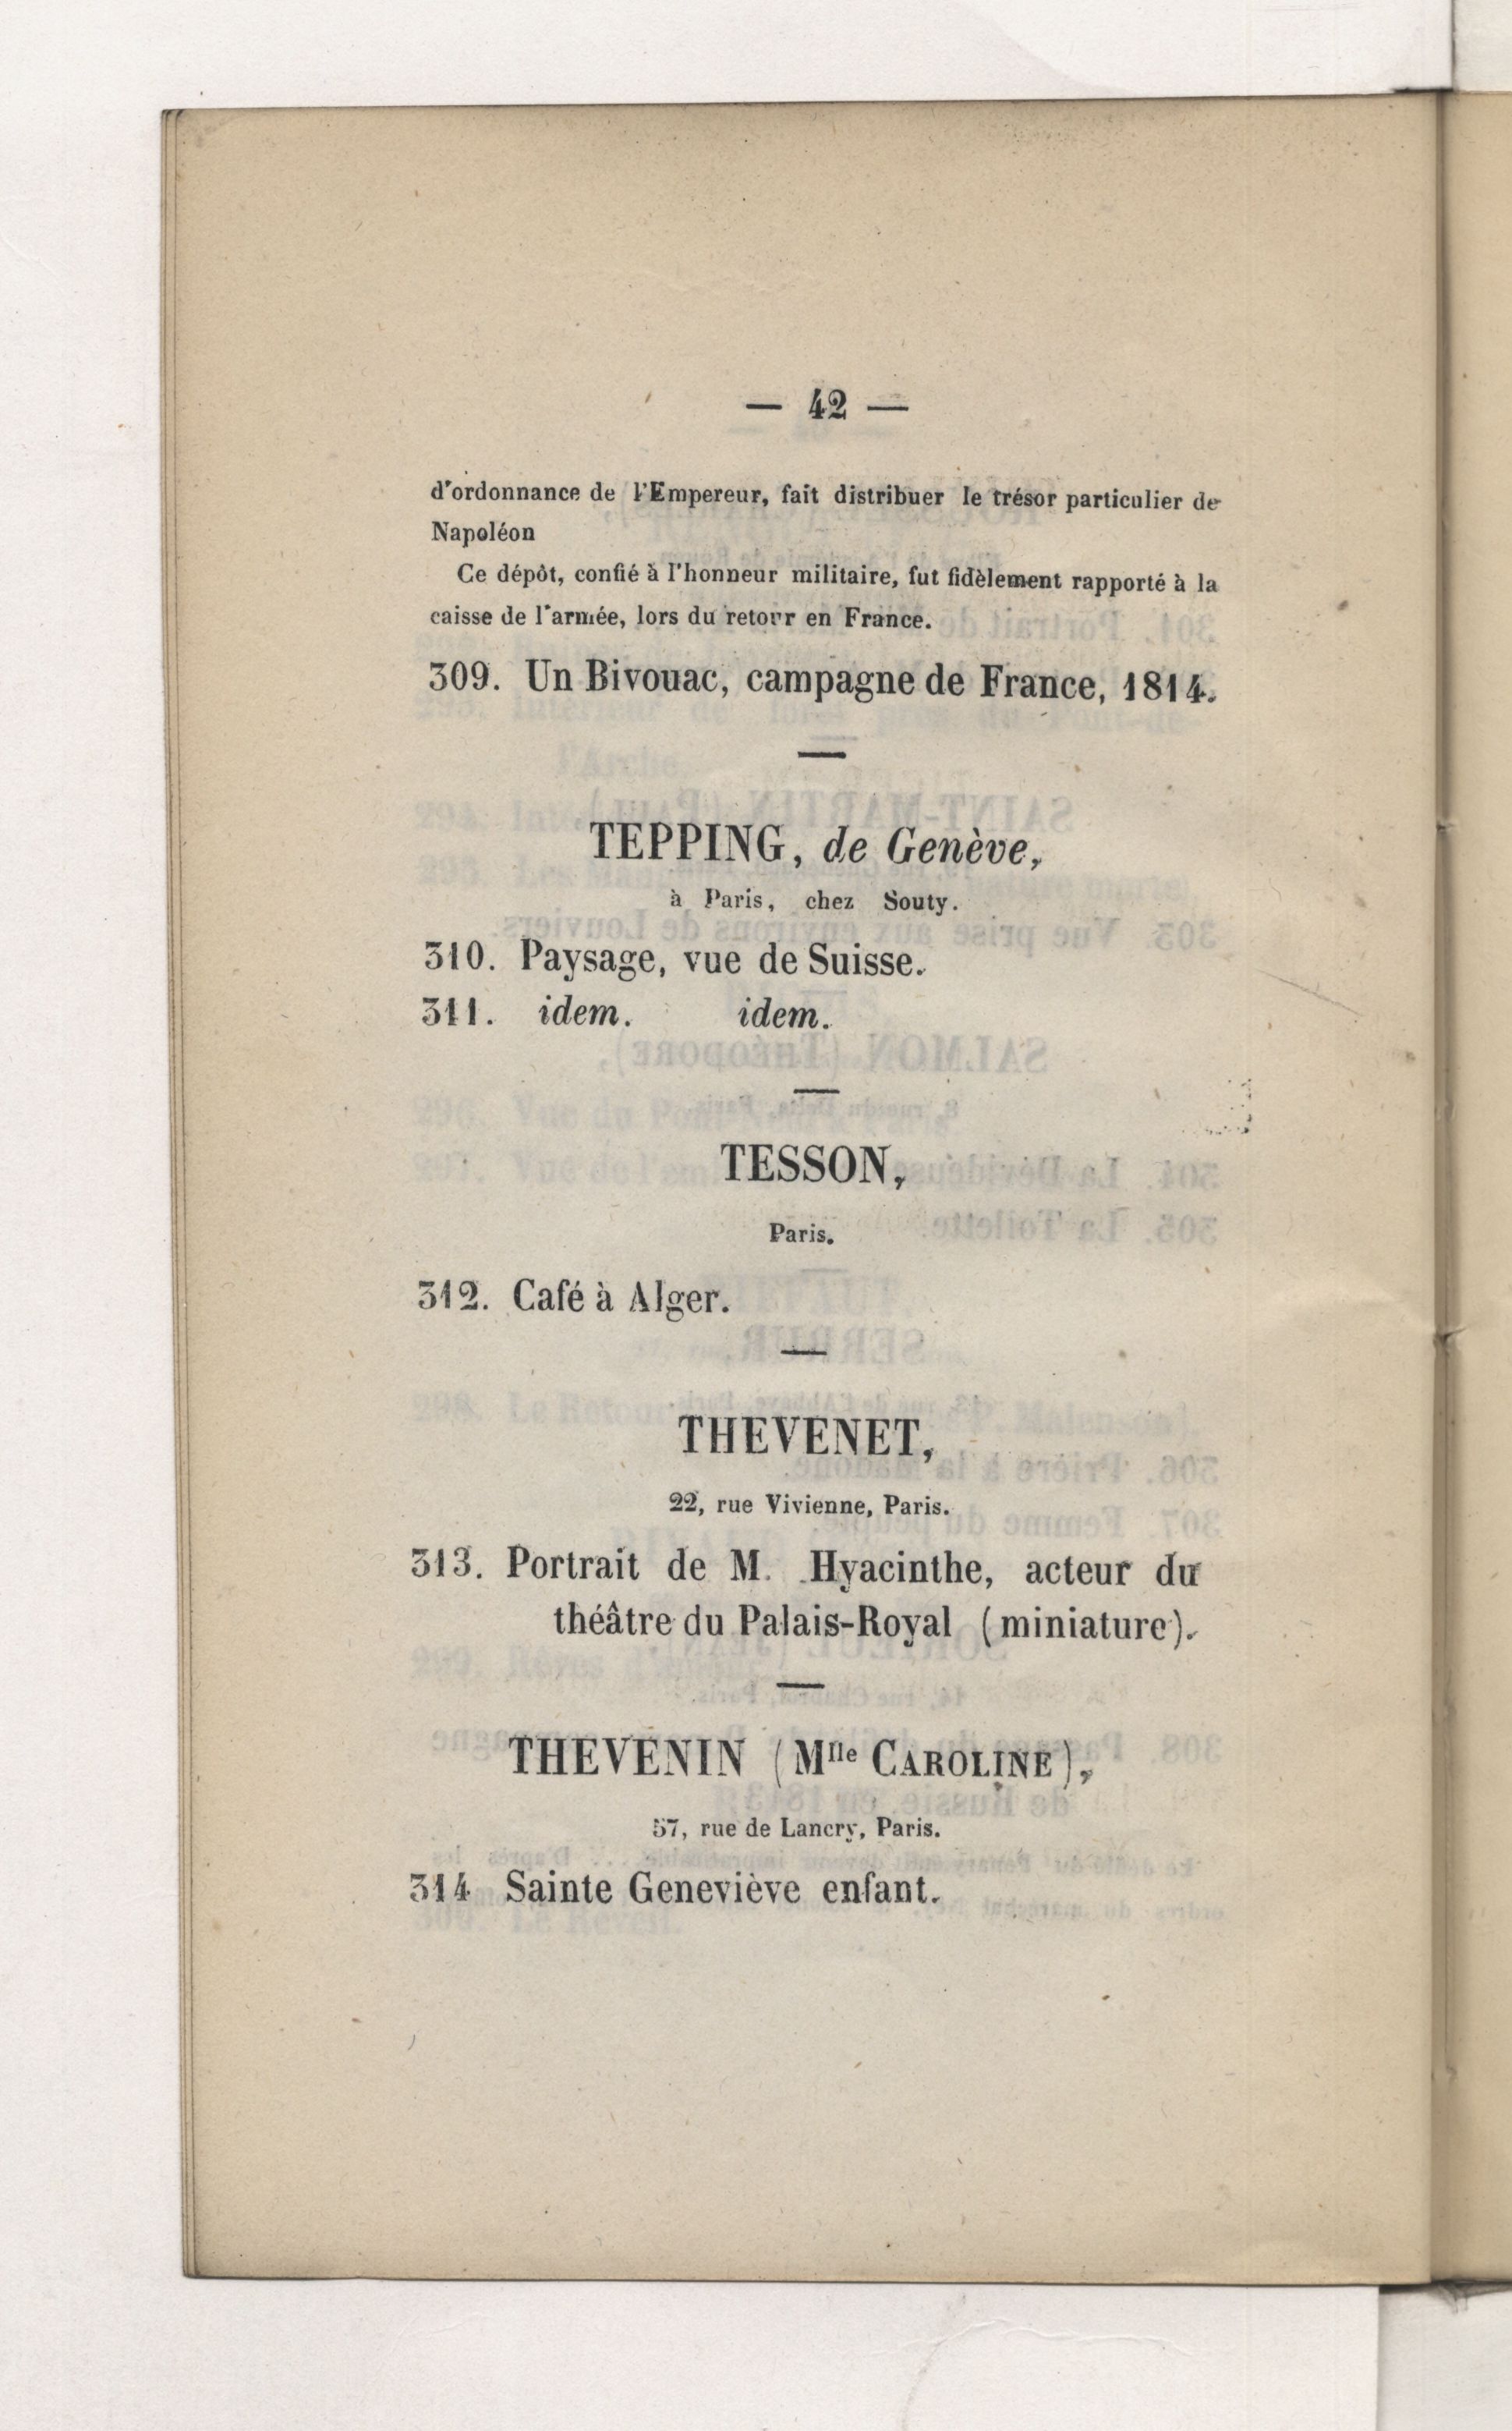 — 42 —
d'ordonnance de l'Empereur, fait distribuer le trésor particulier de
Napoléon
Ce dépôt, confié à l'honneur militaire, fut fidèlement rapporté à la
caisse de l'armée, lors du retour en France.
309. Un Bivouac, campagne de France, 1814.
TEPPING, de Genève,
à Paris, chez Souty.
310. Paysage, vue de Suisse.
311. idem. idem.
TESSON,
Paris.
312. Café à Alger.
THEVENET,
22, rue Vivienne, Paris.
313. Portrait de M. Hyacinthe, acteur du
théâtre du Palais-Royal (miniature).
THEVENIN (Mlle CAROLINE),
57, rue de Lancry, Paris.
314 Sainte Geneviève enfant.